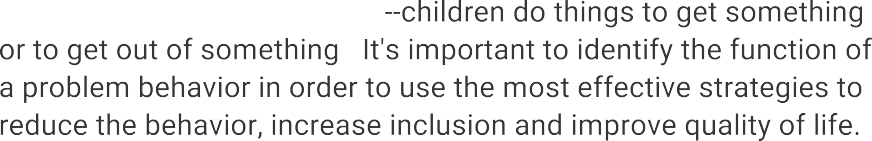 --children do things to get something
or to get out of something   It's important to identify the function of
a problem behavior in order to use the most effective strategies to
reduce the behavior, increase inclusion and improve quality of life.